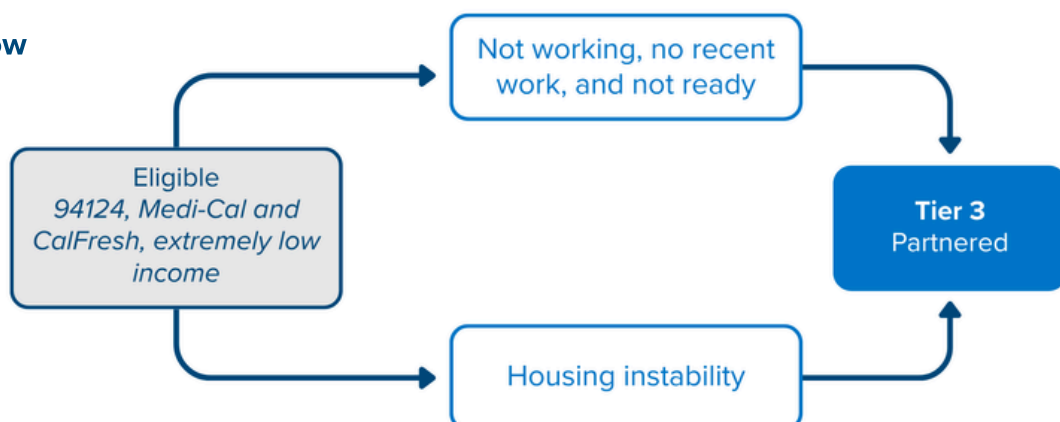 Not working, no recent
work, and not ready
Eligible
94124, Medi-Cal and
CalFresh, extremely low
income
Tier 3
Partnered
Housing instability